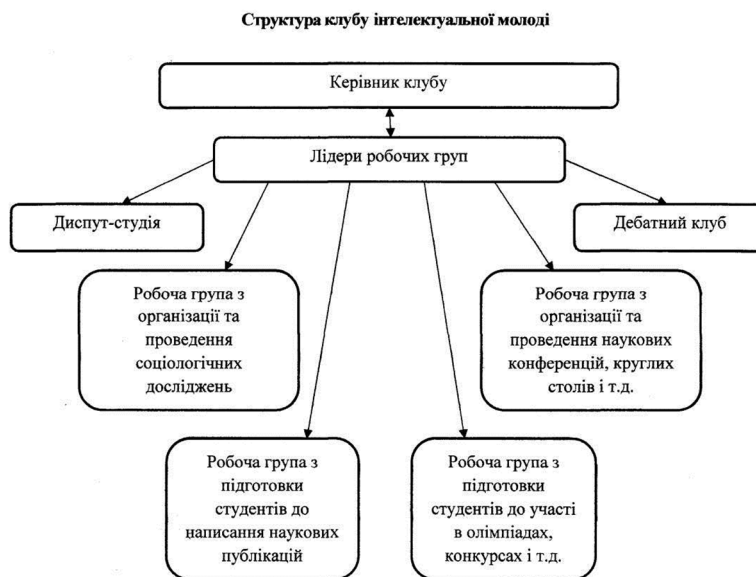 Структура клубу інтелектуальної молоді
Керівник клубу
Лідери робочих груп
Диспут-студія
Дебатний клуб
Робоча група з
організації та
проведення
соціологічних
досліджень
Робоча група з
організації та
проведення наукових
конференцій, круглих
столів і т.д.
Робоча група з
підготовки
студентів до
написання наукових
публікацій
Робоча група з
підготовки
студентів до участі
в олімпіадах,
конкурсах і т.д.